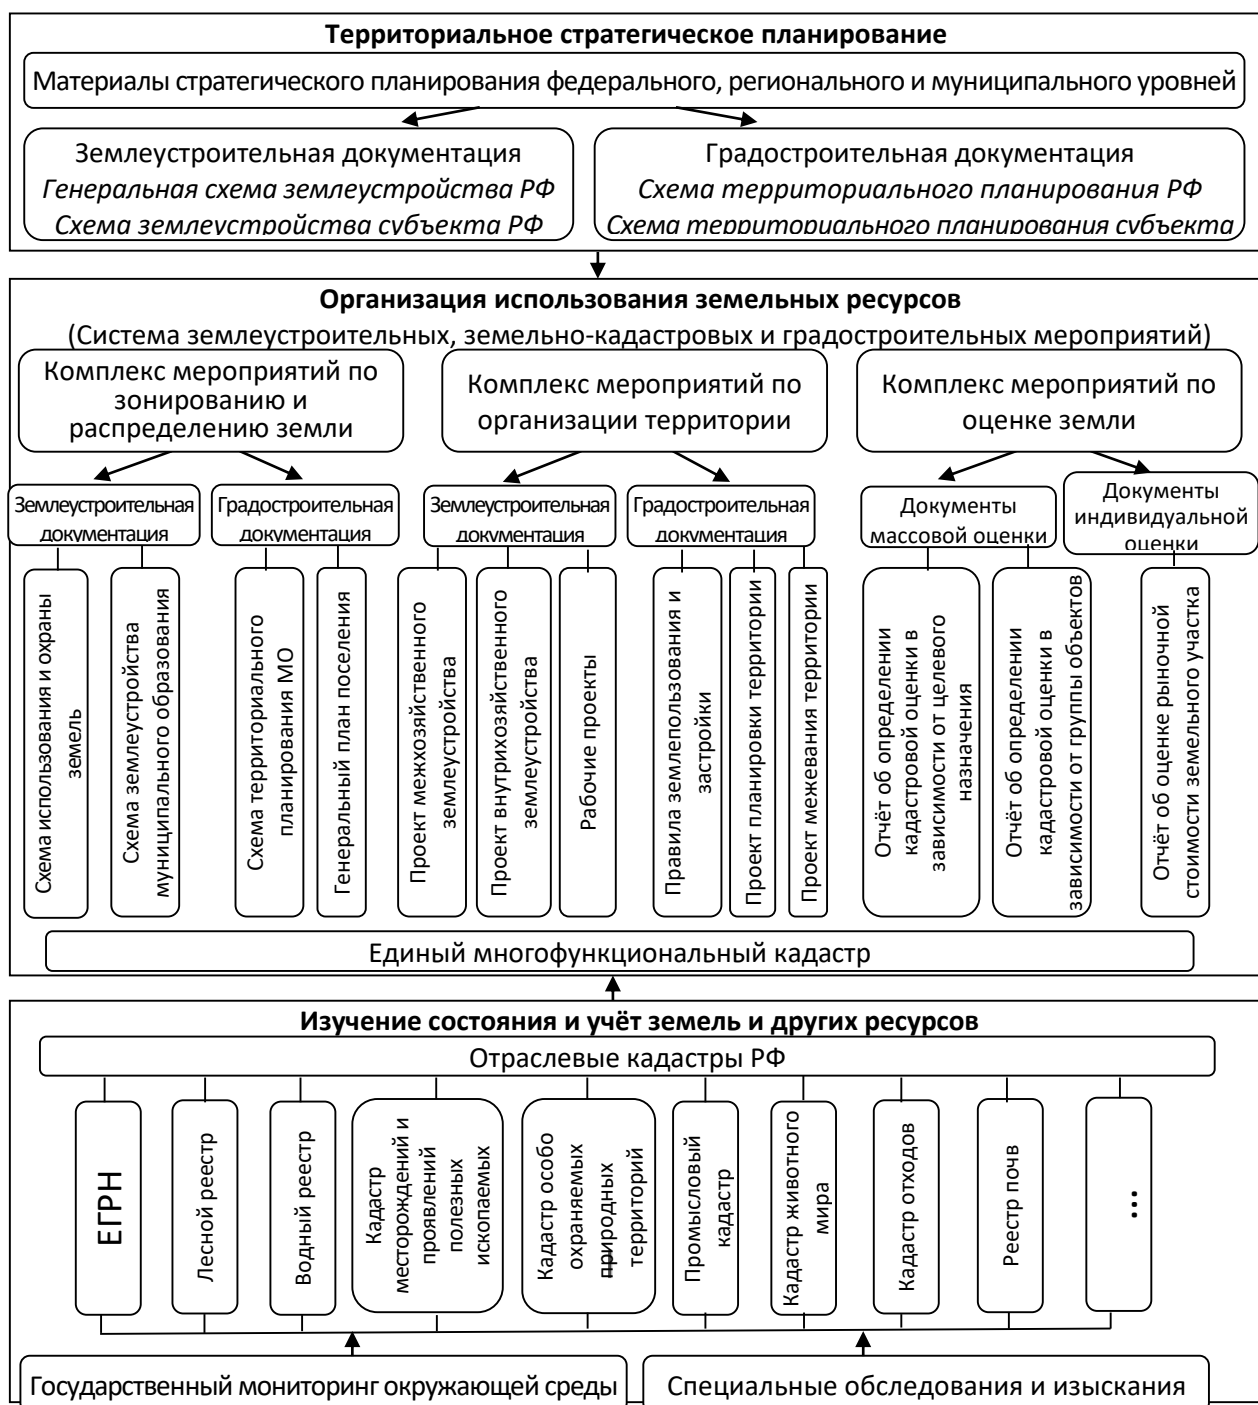 Территориальное стратегическое планирование
Материалы стратегического планирования федерального, регионального и муниципального уровней
Землеустроительная документация
Генеральная схема землеустройства РФ
Схема землеустройства субъекта РФ
Градостроительная документация
Схема территориального планирования РФ
Схема территориального планирования субъекта
Организация использования земельных ресурсов
(Система землеустроительных, земельно-кадастровых и градостроительных мероприятий)
Комплекс мероприятий по
зонированию и
распределению земли
Комплекс мероприятий по
организации территории
Комплекс мероприятий по
оценке земли
Землеустроительная
документация
Градостроительная
документация
Землеустроительная
документация
Градостроительная
документация
Документы
массовой оценки
Документы
индивидуальной
оценки
Схема использования и охраны
земель
Схема землеустройства
муниципального образования
Схема территориального
планирования МО
Генеральный план поселения
Проект межхозяйственного
землеустройства
Проект внутрихозяйственного
землеустройства
Рабочие проекты
Правила землепользования и
застройки
Проект планировки территории
Проект межевания территории
Отчёт об определении
кадастровой оценки в
зависимости от целевого
назначения
Отчёт об определении
кадастровой оценки в
зависимости от группы объектов
Отчёт об оценке рыночной
стоимости земельного участка
Единый многофункциональный кадастр
Изучение состояния и учёт земель и других ресурсов
Отраслевые кадастры РФ
ЕГРН
Лесной реестр
Водный реестр
Кадастр
месторождений и
проявлений
полезных
ископаемых
Кадастр особо
охраняемых
природных
территорий
Промысловый
кадастр
Кадастр животного
мира
Кадастр отходов
Реестр почв
...
Государственный мониторинг окружающей среды
Специальные обследования и изыскания